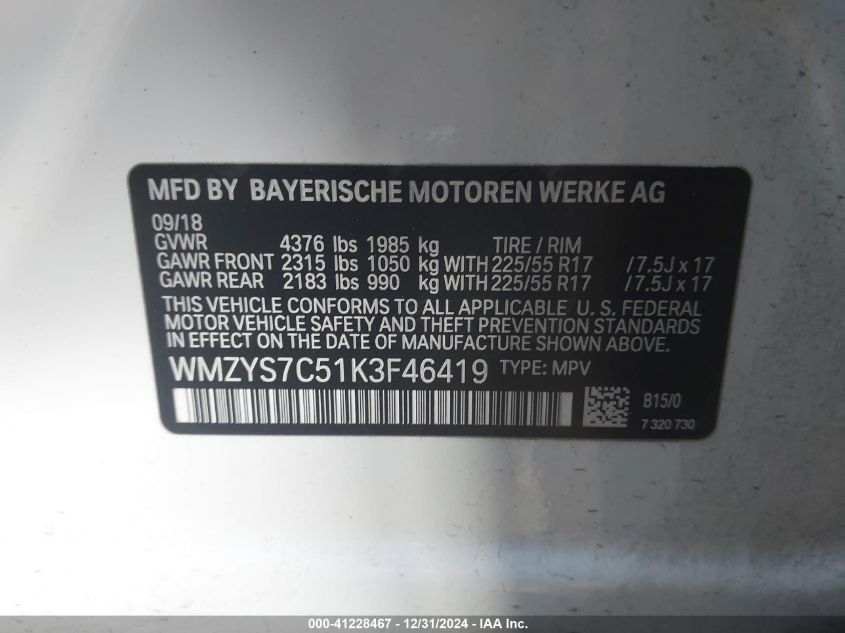 MFD BY BAYERISCHE MOTOREN WERKE AG
09/18
GVWR 4376 lbs 1985 kg TIRE / RIM
GAWR FRONT 2315 lbs 1050 kg WITH 225/55 R17 /7.5J x 17
GAWR REAR 2183 lbs 990 kg WITH 225/55 R17 /7.5J x 17
THIS VEHICLE CONFORMS TO ALL APPLICABLE U. S. FEDERAL
MOTOR VEHICLE SAFETY AND THEFT PREVENTION STANDARDS
IN EFFECT ON THE DATE OF MANUFACTURE SHOWN ABOVE.
WMZYS7C51K3F46419 TYPE: MPV
B15/0
7 320 730
000-41228467 - 12/31/2024 - IAA Inc.